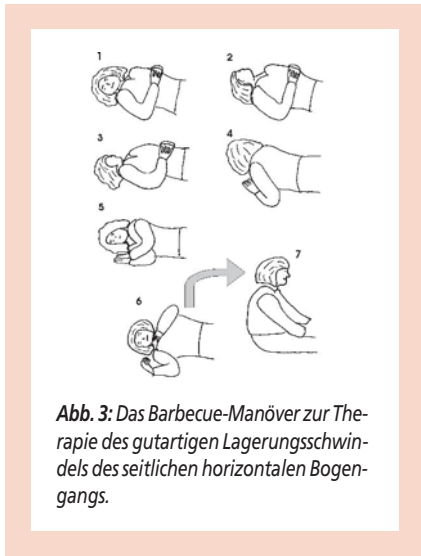 1
2
3
4
5
6
7
Abb. 3: Das Barbecue-Manöver zur The-
rapie des gutartigen Lagerungsschwin-
dels des seitlichen horizontalen Bogen-
gangs.